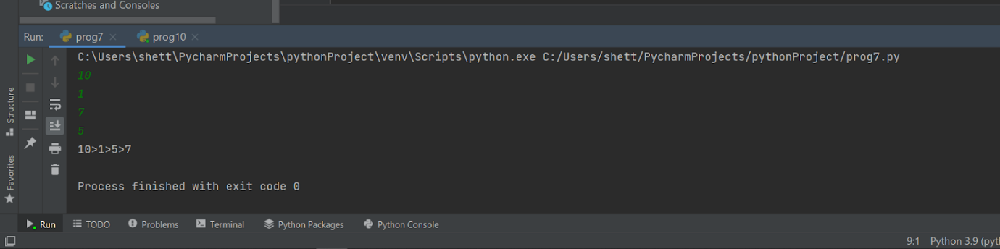 Scratches and Consoles
Run: prog7 × prog10 ×
C:\Users\shett\PycharmProjects\pythonProject\venv\Scripts\python.exe C:/Users/shett/PycharmProjects/pythonProject/prog7.py
10
1
7
5
10>1>5>7
Process finished with exit code 0
Structure
Favorites
Run TODO Problems Terminal Python Packages Python Console
9:1 Python 3.9 (pyt